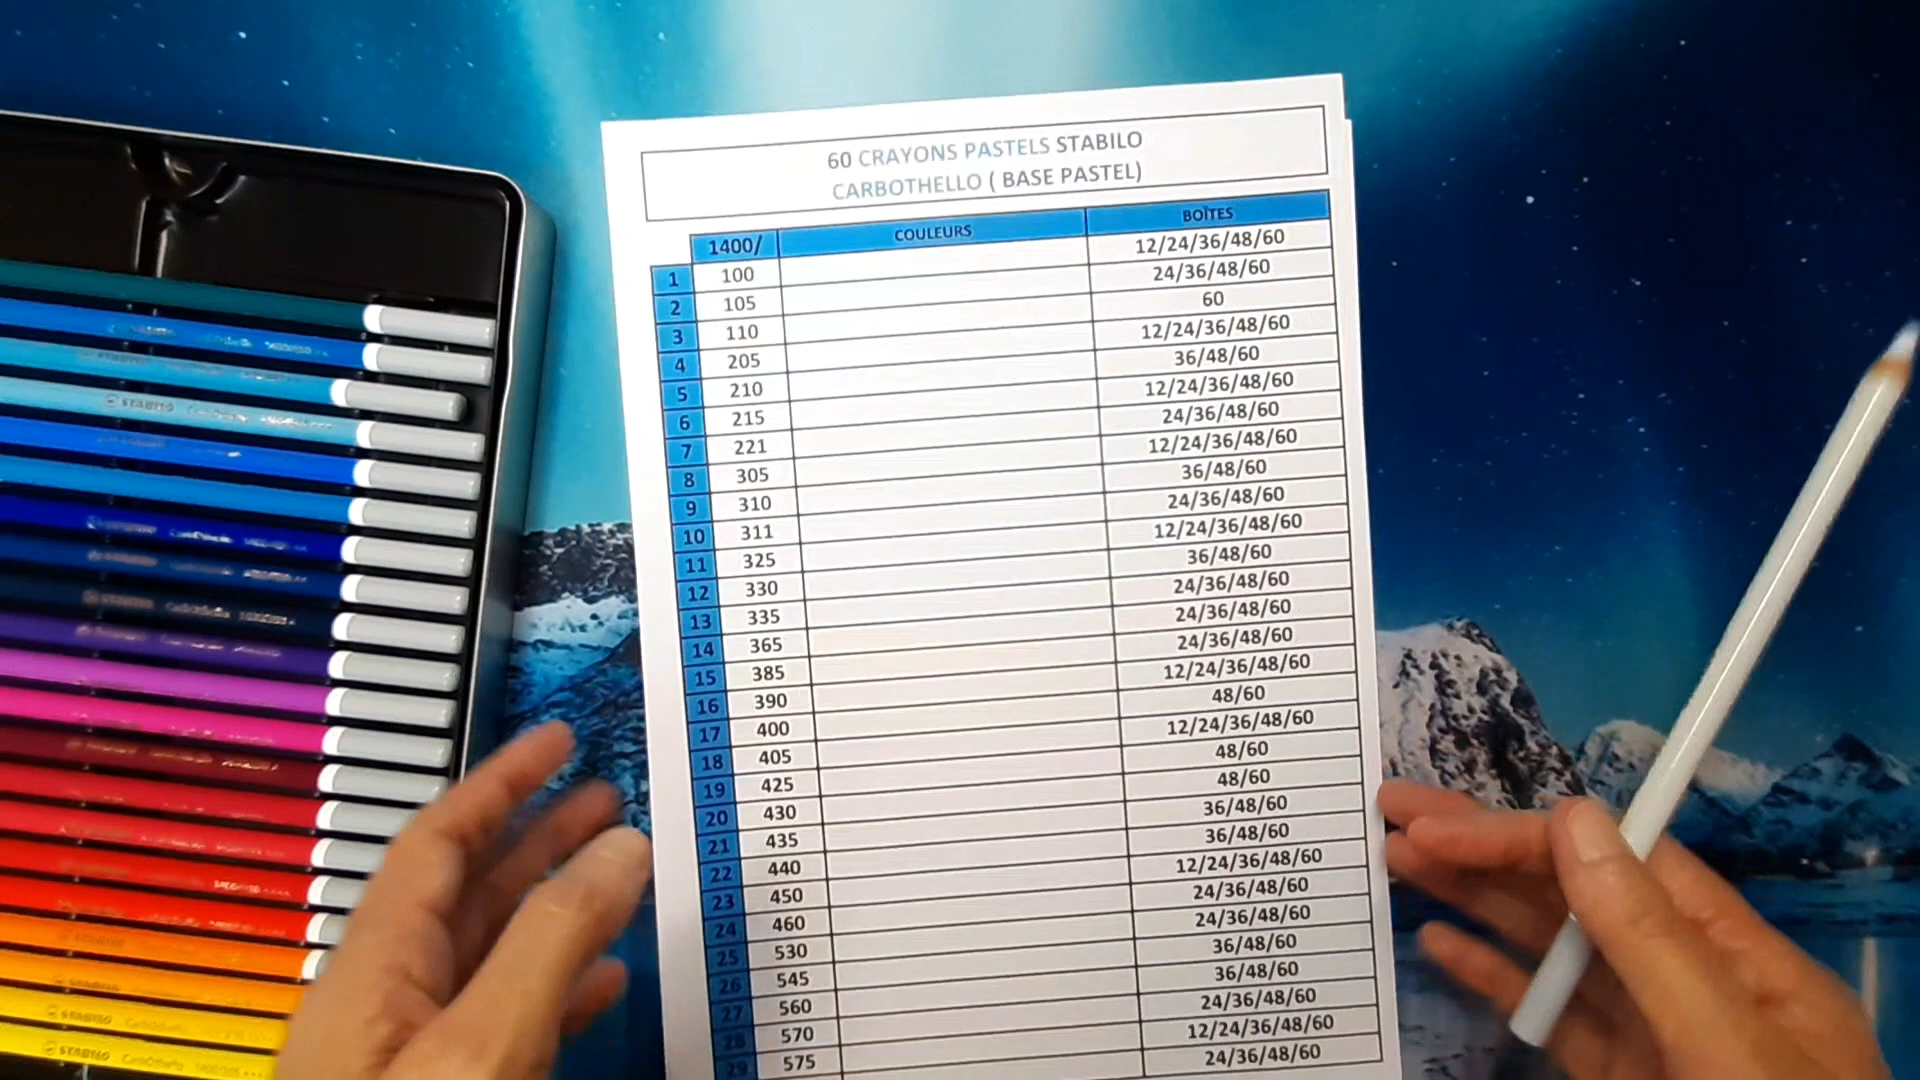 60 CRAYONS PASTELS STABILO
CARBOTHELLO ( BASE PASTEL)
1400/ COULEURS BOÎTES
1 100 12/24/36/48/60
2 105 24/36/48/60
3 110 60
4 205 12/24/36/48/60
5 210 36/48/60
6 215 12/24/36/48/60
7 221 24/36/48/60
8 305 12/24/36/48/60
9 310 36/48/60
10 311 24/36/48/60
11 325 12/24/36/48/60
12 330 36/48/60
13 335 24/36/48/60
14 365 24/36/48/60
15 385 24/36/48/60
16 390 12/24/36/48/60
17 400 48/60
18 405 12/24/36/48/60
19 425 48/60
20 430 48/60
21 435 36/48/60
22 440 36/48/60
23 450 12/24/36/48/60
24 460 24/36/48/60
25 530 24/36/48/60
26 545 36/48/60
27 560 36/48/60
28 570 24/36/48/60
29 575 12/24/36/48/60
24/36/48/60
STABILO
STABILO
STABILO
STABILO